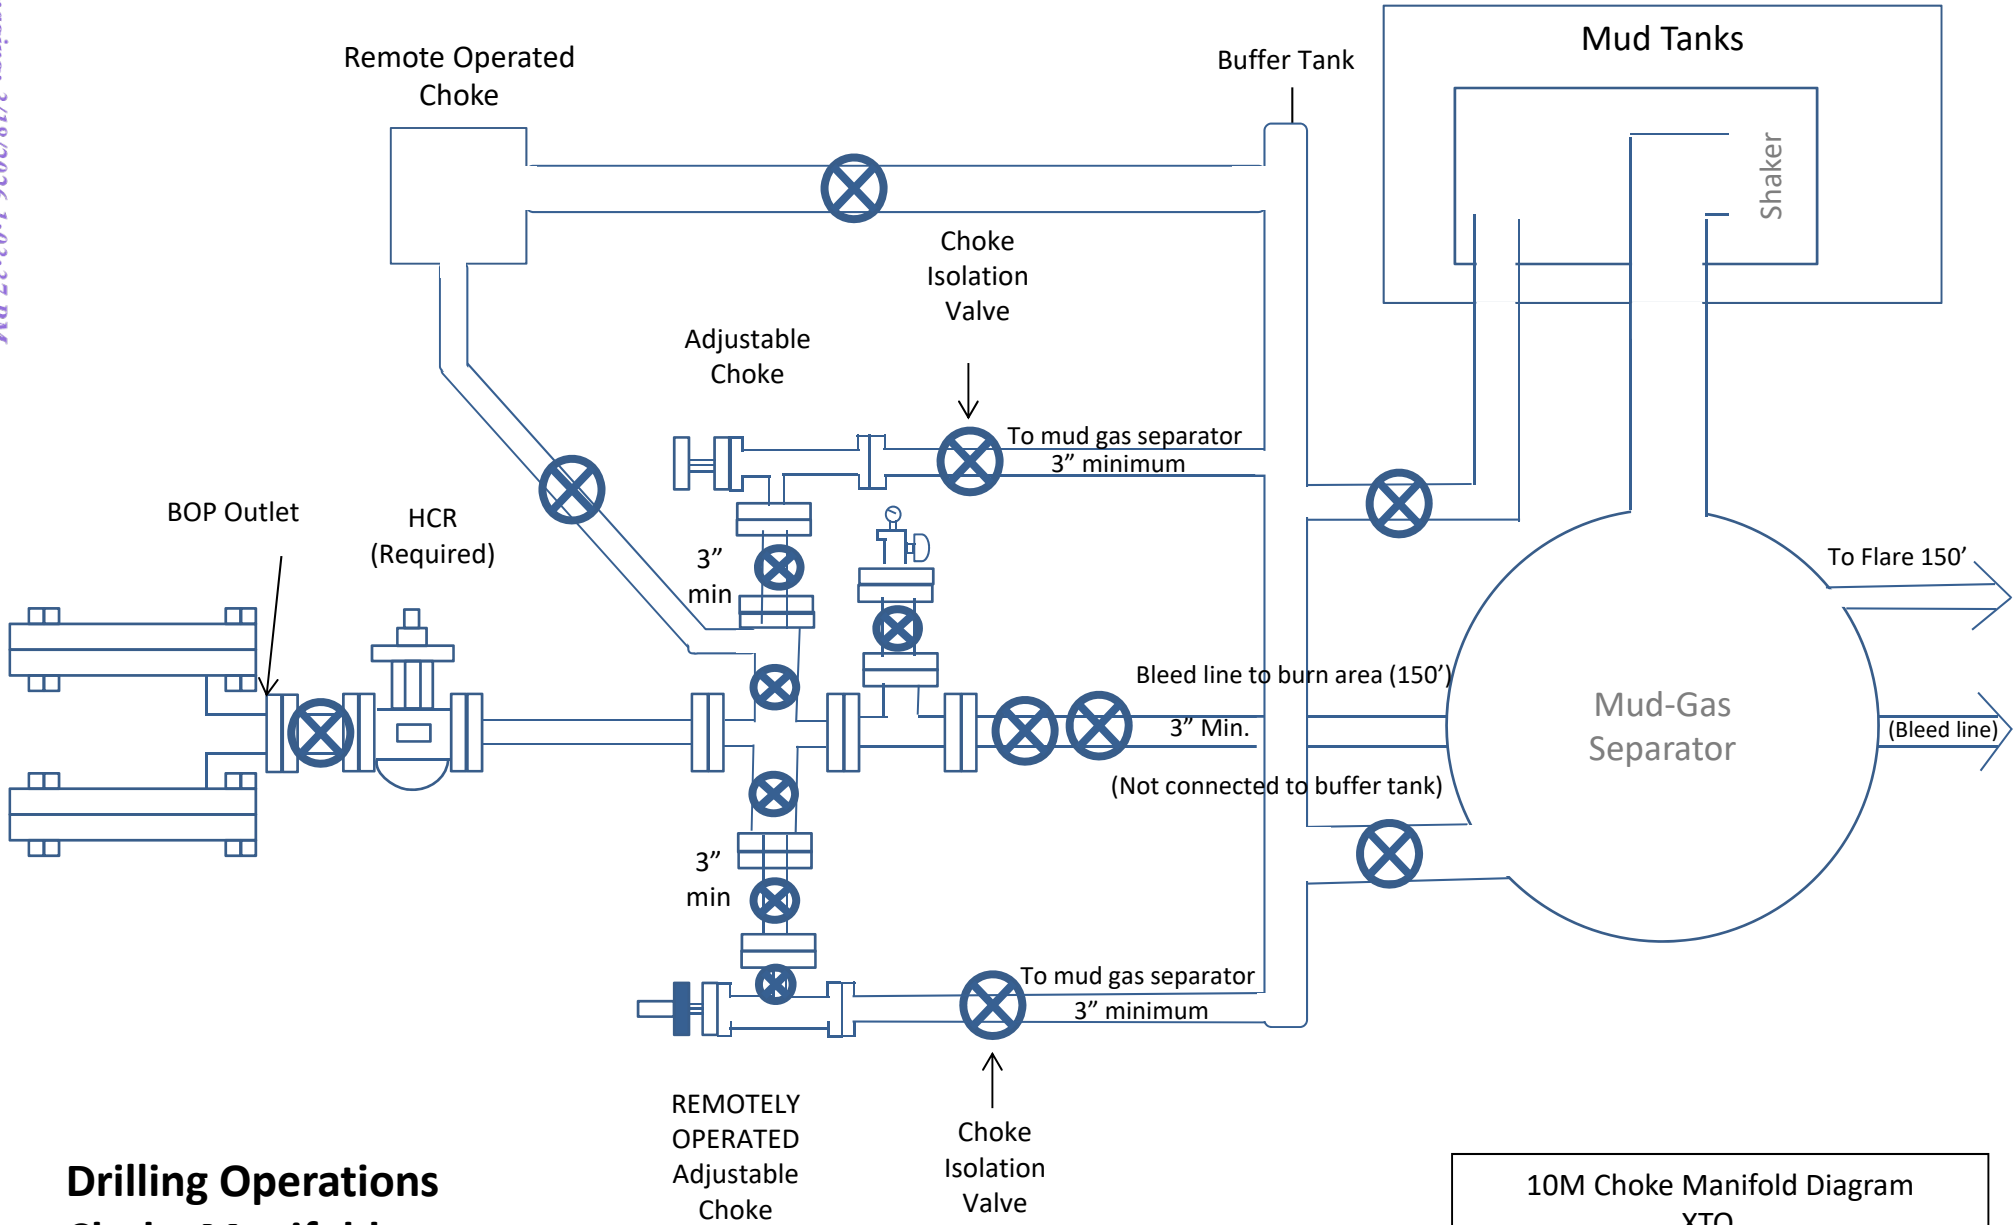 Mud Tanks
Remote Operated
Choke
Buffer Tank
Shaker
Choke
Isolation
Valve
Adjustable
Choke
To mud gas separator
3” minimum
BOP Outlet
HCR
(Required)
3”
min
To Flare 150’
Bleed line to burn area (150’)
3” Min.
(Not connected to buffer tank)
Mud-Gas
Separator
(Bleed line)
3”
min
To mud gas separator
3” minimum
REMOTELY
OPERATED
Adjustable
Choke
Choke
Isolation
Valve
Drilling Operations
10M Choke Manifold Diagram
XTO